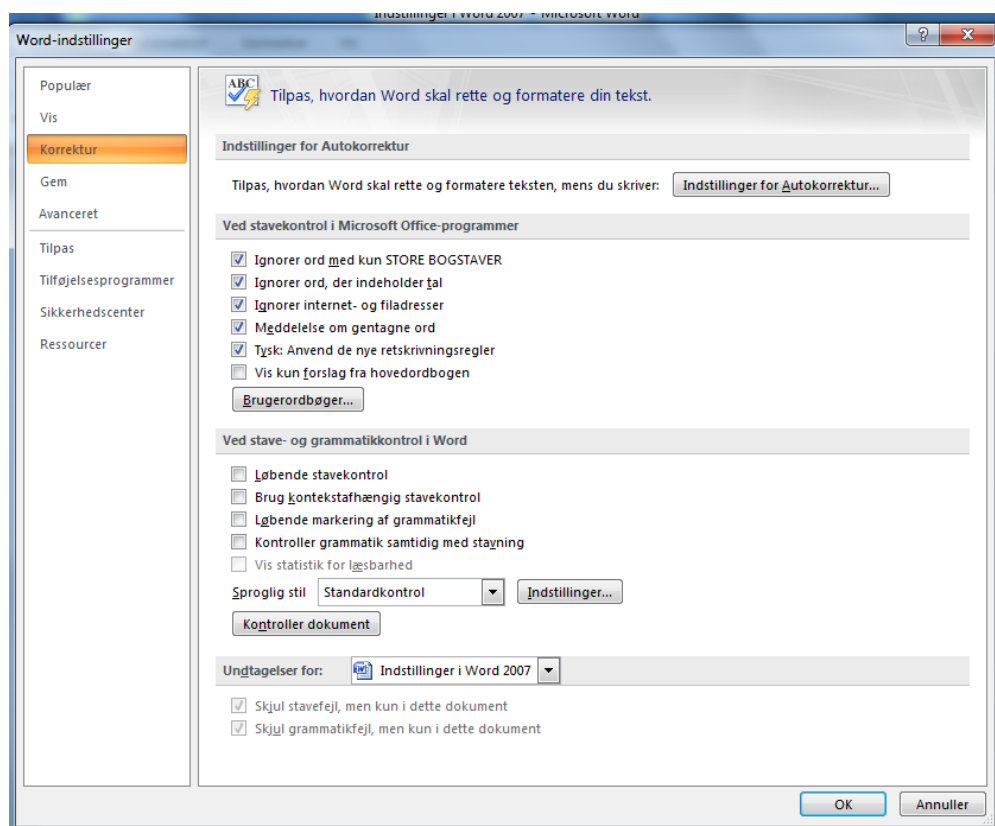 Indstillinger i Word 2007 - Microsoft Word
Word-indstillinger
Populær
Vis
Korrektur
Gem
Avanceret
Tilpas
Tilføjelsesprogrammer
Sikkerhedscenter
Ressourcer
ABC
Tilpas, hvordan Word skal rette og formatere din tekst.
Indstillinger for Autokorrektur
Tilpas, hvordan Word skal rette og formatere teksten, mens du skriver: Indstillinger for Autokorrektur...
Ved stavekontrol i Microsoft Office-programmer
Ignorer ord med kun STORE BOGSTAVER
Ignorer ord, der indeholder tal
Ignorer internet- og filadresser
Meddelelse om gentagne ord
Tysk: Anvend de nye retskrivningsregler
Vis kun forslag fra hovedordbogen
Brugerordbøger...
Ved stave- og grammatikkontrol i Word
Løbende stavekontrol
Brug kontekstafhængig stavekontrol
Løbende markering af grammatikfejl
Kontroller grammatik samtidig med stavning
Vis statistik for læsbarhed
Sproglig stil Standardkontrol Indstillinger...
Kontroller dokument
Undtagelser for: Indstillinger i Word 2007
Skjul stavefejl, men kun i dette dokument
Skjul grammatikfejl, men kun i dette dokument
OK Annuller